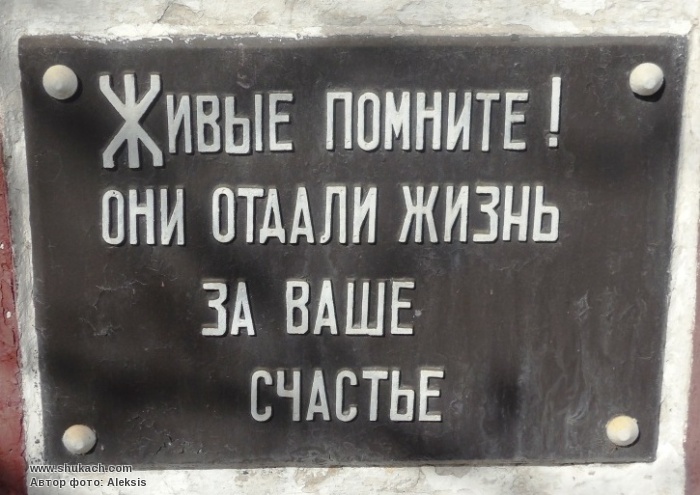 Живые помните!
они отдали жизнь
за ваше
счастье
www.shukach.com
Автор фото: Aleksis